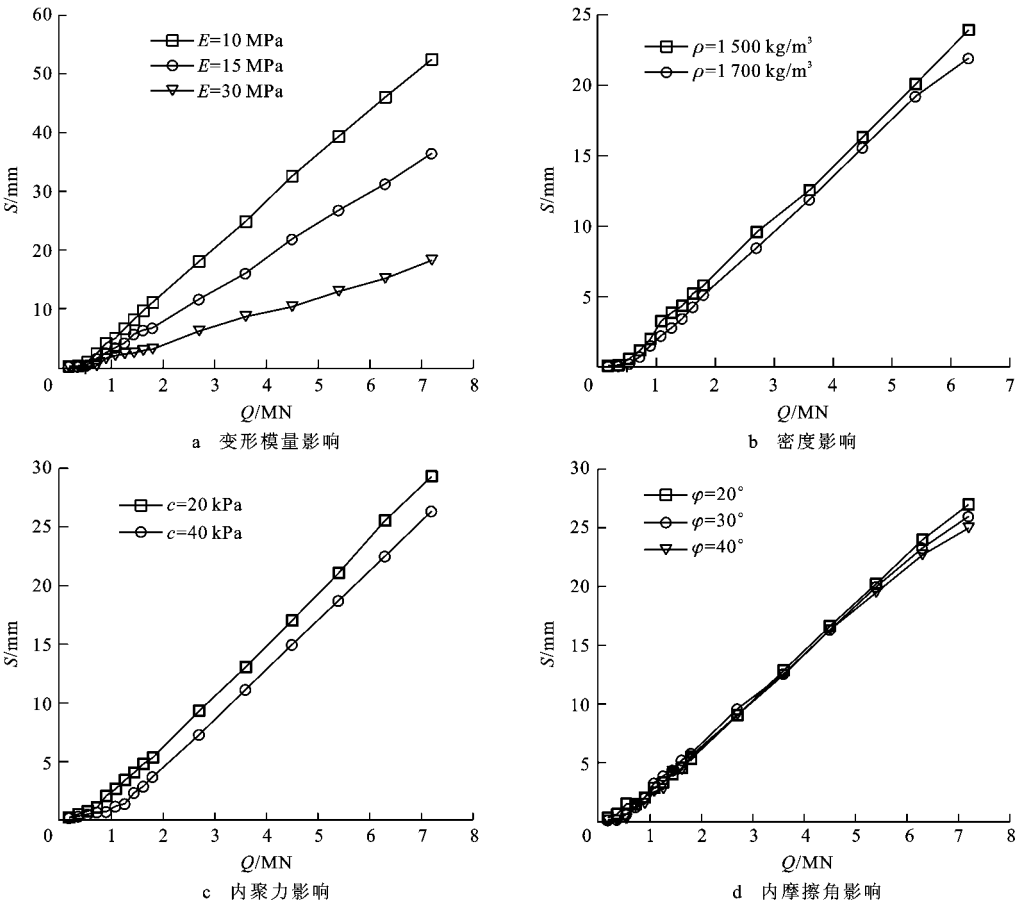 60
50
40
30
20
10
0
1
2
3
4
5
6
7
8
S/mm
Q/MN
E=10 MPa
E=15 MPa
E=30 MPa
a 变形模量影响
25
20
15
10
5
0
1
2
3
4
5
6
7
S/mm
Q/MN
ρ=1 500 kg/m³
ρ=1 700 kg/m³
b 密度影响
30
25
20
15
10
5
0
1
2
3
4
5
6
7
8
S/mm
Q/MN
c=20 kPa
c=40 kPa
c 内聚力影响
30
25
20
15
10
5
0
1
2
3
4
5
6
7
8
S/mm
Q/MN
φ=20°
φ=30°
φ=40°
d 内摩擦角影响